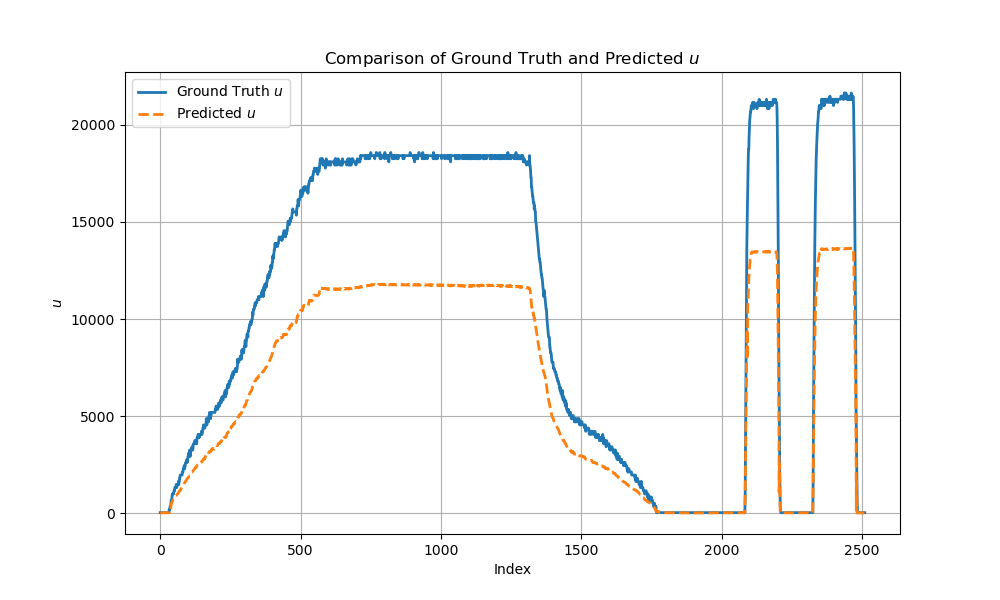 Comparison of Ground Truth and Predicted u
Ground Truth u
Predicted u
20000
15000
10000
5000
0
u
0 500 1000 1500 2000 2500
Index